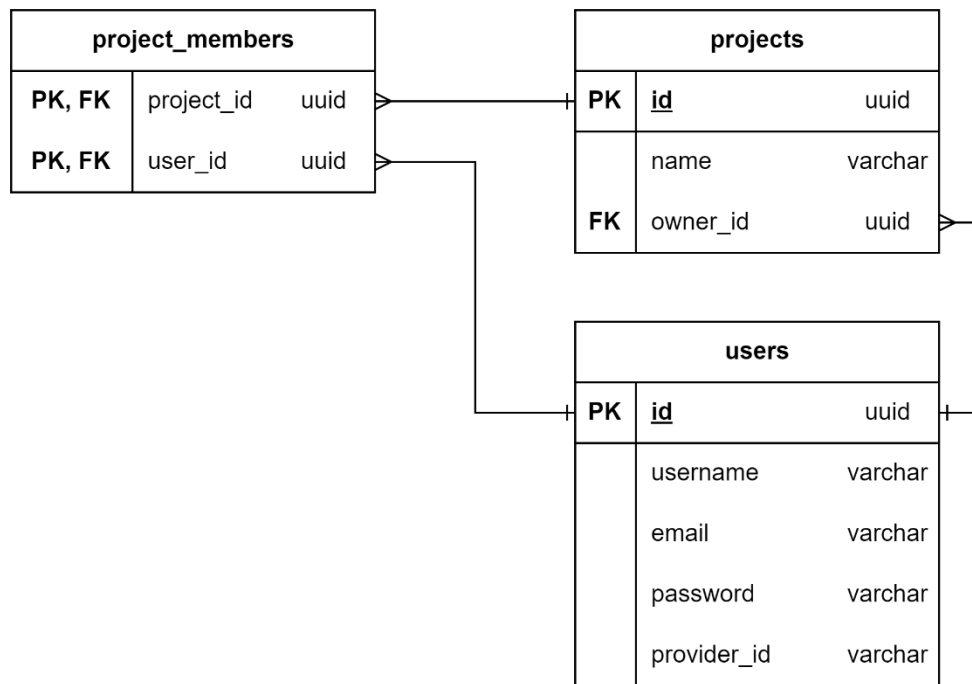 project_members
PK, FK project_id uuid
PK, FK user_id uuid
projects
PK id uuid
name varchar
FK owner_id uuid
users
PK id uuid
username varchar
email varchar
password varchar
provider_id varchar